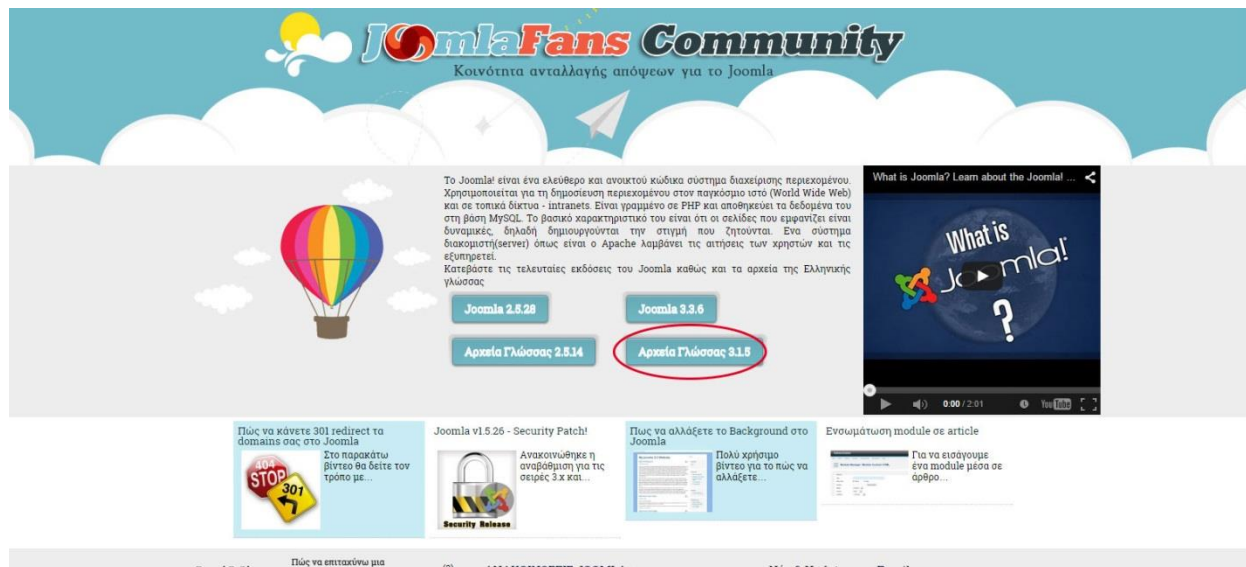 JoomlaFans Community
Κοινότητα ανταλλαγής απόψεων για το Joomla
Το Joomla! είναι ένα ελεύθερο και ανοικτού κώδικα σύστημα διαχείρισης περιεχομένου.
Χρησιμοποιείται για τη δημοσίευση περιεχομένου στον παγκόσμιο ιστό (World Wide Web)
και σε τοπικά δίκτυα - intranets. Είναι γραμμένο σε PHP και αποθηκεύει τα δεδομένα του
στη βάση MySQL. Το βασικό χαρακτηριστικό του είναι ότι οι σελίδες που εμφανίζει είναι
δυναμικές, δηλαδή δημιουργούνται την στιγμή που ζητούνται. Ενα σύστημα
διακομιστή(server) όπως είναι ο Apache λαμβάνει τις αιτήσεις των χρηστών και τις
εξυπηρετεί.
Κατεβάστε τις τελευταίες εκδόσεις του Joomla καθώς και τα αρχεία της Ελληνικής
γλώσσας
Joomla 2.5.28
Joomla 3.3.6
Αρχεία Γλώσσας 2.5.14
Αρχεία Γλώσσας 3.1.5
What is Joomla? Learn about the Joomla! ...
What is
Joomla!
?
0:00 / 2:01
YouTube
Πώς να κάνετε 301 redirect τα
domains σας στο Joomla
404
STOP
301
Στο παρακάτω
βίντεο θα δείτε τον
τρόπο με...
Joomla v1.5.26 - Security Patch!
Security Release
Ανακοινώθηκε η
αναβάθμιση για τις
σειρές 3.x και...
Πως να αλλάξετε το Background στο
Joomla
Πολύ χρήσιμο
βίντεο για το πώς να
αλλάξετε...
Ενσωμάτωση module σε article
Για να εισάγουμε
ένα module μέσα σε
άρθρο...
Πώς να επιταχύνω μια